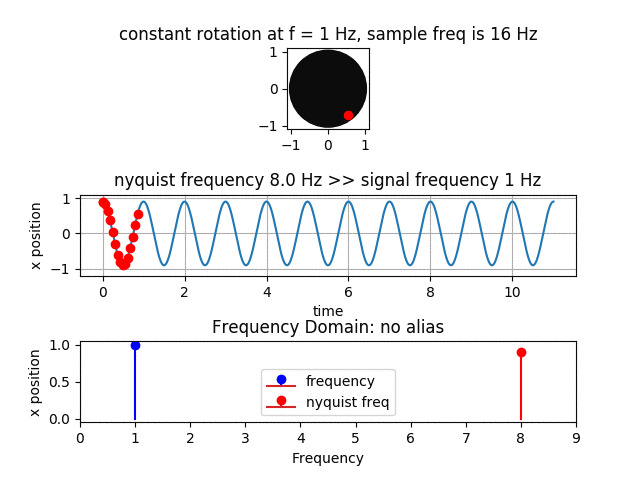 constant rotation at f = 1 Hz, sample freq is 16 Hz
1
0
−1
−1 0 1
nyquist frequency 8.0 Hz >> signal frequency 1 Hz
x position
1
0
−1
0 2 4 6 8 10
time
Frequency Domain: no alias
x position
1.0
0.5
0.0
frequency
nyquist freq
0 1 2 3 4 5 6 7 8 9
Frequency